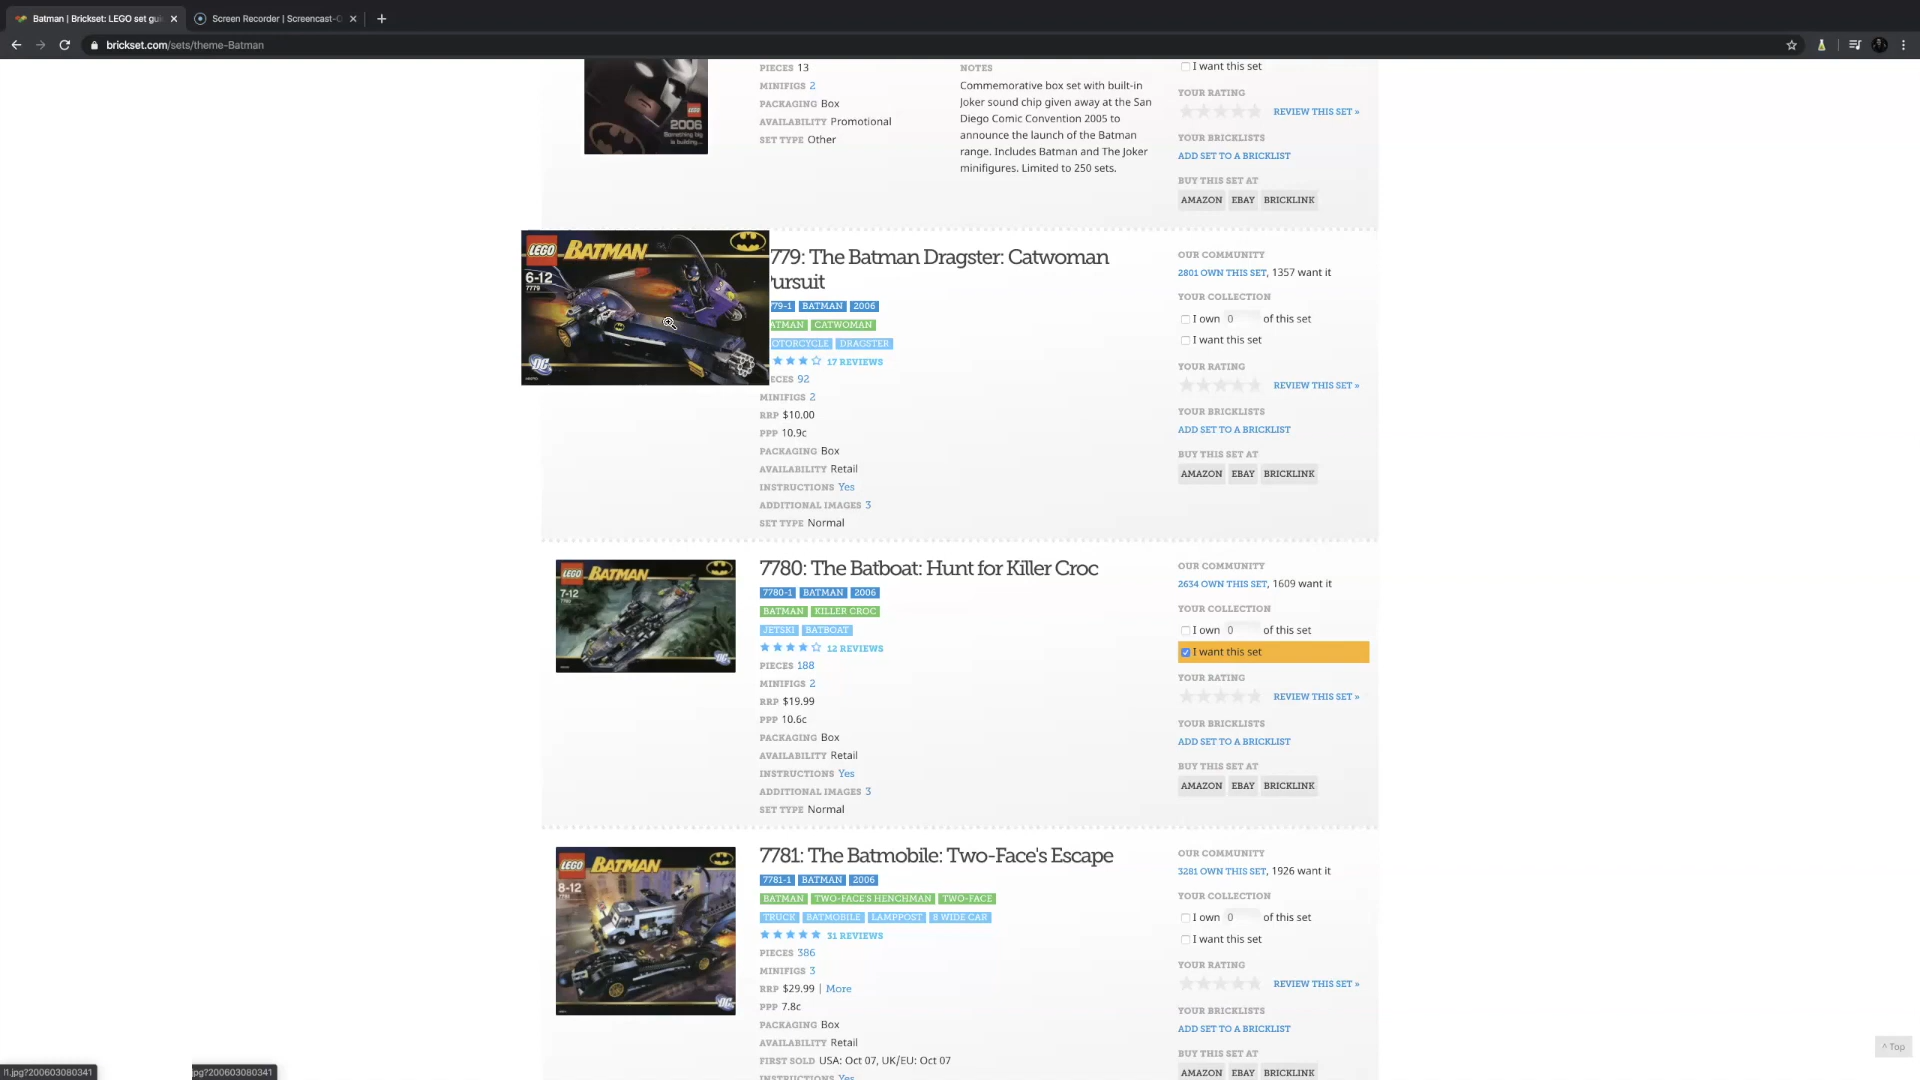 Batman | Brickset: LEGO set gui
Screen Recorder | Screencast-O
brickset.com/sets/theme-Batman
2006
Something big
is building...
PIECES 13
MINIFIGS 2
PACKAGING Box
AVAILABILITY Promotional
SET TYPE Other
NOTES
Commemorative box set with built-in
Joker sound chip given away at the San
Diego Comic Convention 2005 to
announce the launch of the Batman
range. Includes Batman and The Joker
minifigures. Limited to 250 sets.
I want this set
YOUR RATING
REVIEW THIS SET »
YOUR BRICKLISTS
ADD SET TO A BRICKLIST
BUY THIS SET AT
AMAZON EBAY BRICKLINK
LEGO BATMAN
6-12
7779
DC
779: The Batman Dragster: Catwoman
ursuit
79-1 BATMAN 2006
ATMAN CATWOMAN
OTORCYCLE DRAGSTER
17 REVIEWS
ECES 92
MINIFIGS 2
RRP $10.00
PPP 10.9c
PACKAGING Box
AVAILABILITY Retail
INSTRUCTIONS Yes
ADDITIONAL IMAGES 3
SET TYPE Normal
OUR COMMUNITY
2801 OWN THIS SET, 1357 want it
YOUR COLLECTION
I own 0 of this set
I want this set
YOUR RATING
REVIEW THIS SET »
YOUR BRICKLISTS
ADD SET TO A BRICKLIST
BUY THIS SET AT
AMAZON EBAY BRICKLINK
LEGO BATMAN
7-12
DC
7780: The Batboat: Hunt for Killer Croc
7780-1 BATMAN 2006
BATMAN KILLER CROC
JETSKI BATBOAT
12 REVIEWS
PIECES 188
MINIFIGS 2
RRP $19.99
PPP 10.6c
PACKAGING Box
AVAILABILITY Retail
INSTRUCTIONS Yes
ADDITIONAL IMAGES 3
SET TYPE Normal
OUR COMMUNITY
2634 OWN THIS SET, 1609 want it
YOUR COLLECTION
I own 0 of this set
I want this set
YOUR RATING
REVIEW THIS SET »
YOUR BRICKLISTS
ADD SET TO A BRICKLIST
BUY THIS SET AT
AMAZON EBAY BRICKLINK
LEGO BATMAN
8-12
DC
7781: The Batmobile: Two-Face's Escape
7781-1 BATMAN 2006
BATMAN TWO-FACE'S HENCHMAN TWO-FACE
TRUCK BATMOBILE LAMPPOST 8 WIDE CAR
31 REVIEWS
PIECES 386
MINIFIGS 3
RRP $29.99 | More
PPP 7.8c
PACKAGING Box
AVAILABILITY Retail
FIRST SOLD USA: Oct 07, UK/EU: Oct 07
INSTRUCTIONS Yes
OUR COMMUNITY
3281 OWN THIS SET, 1926 want it
YOUR COLLECTION
I own 0 of this set
I want this set
YOUR RATING
REVIEW THIS SET »
YOUR BRICKLISTS
ADD SET TO A BRICKLIST
BUY THIS SET AT
AMAZON EBAY BRICKLINK
^ Top
1.jpg?200603080341
jpg?200603080341